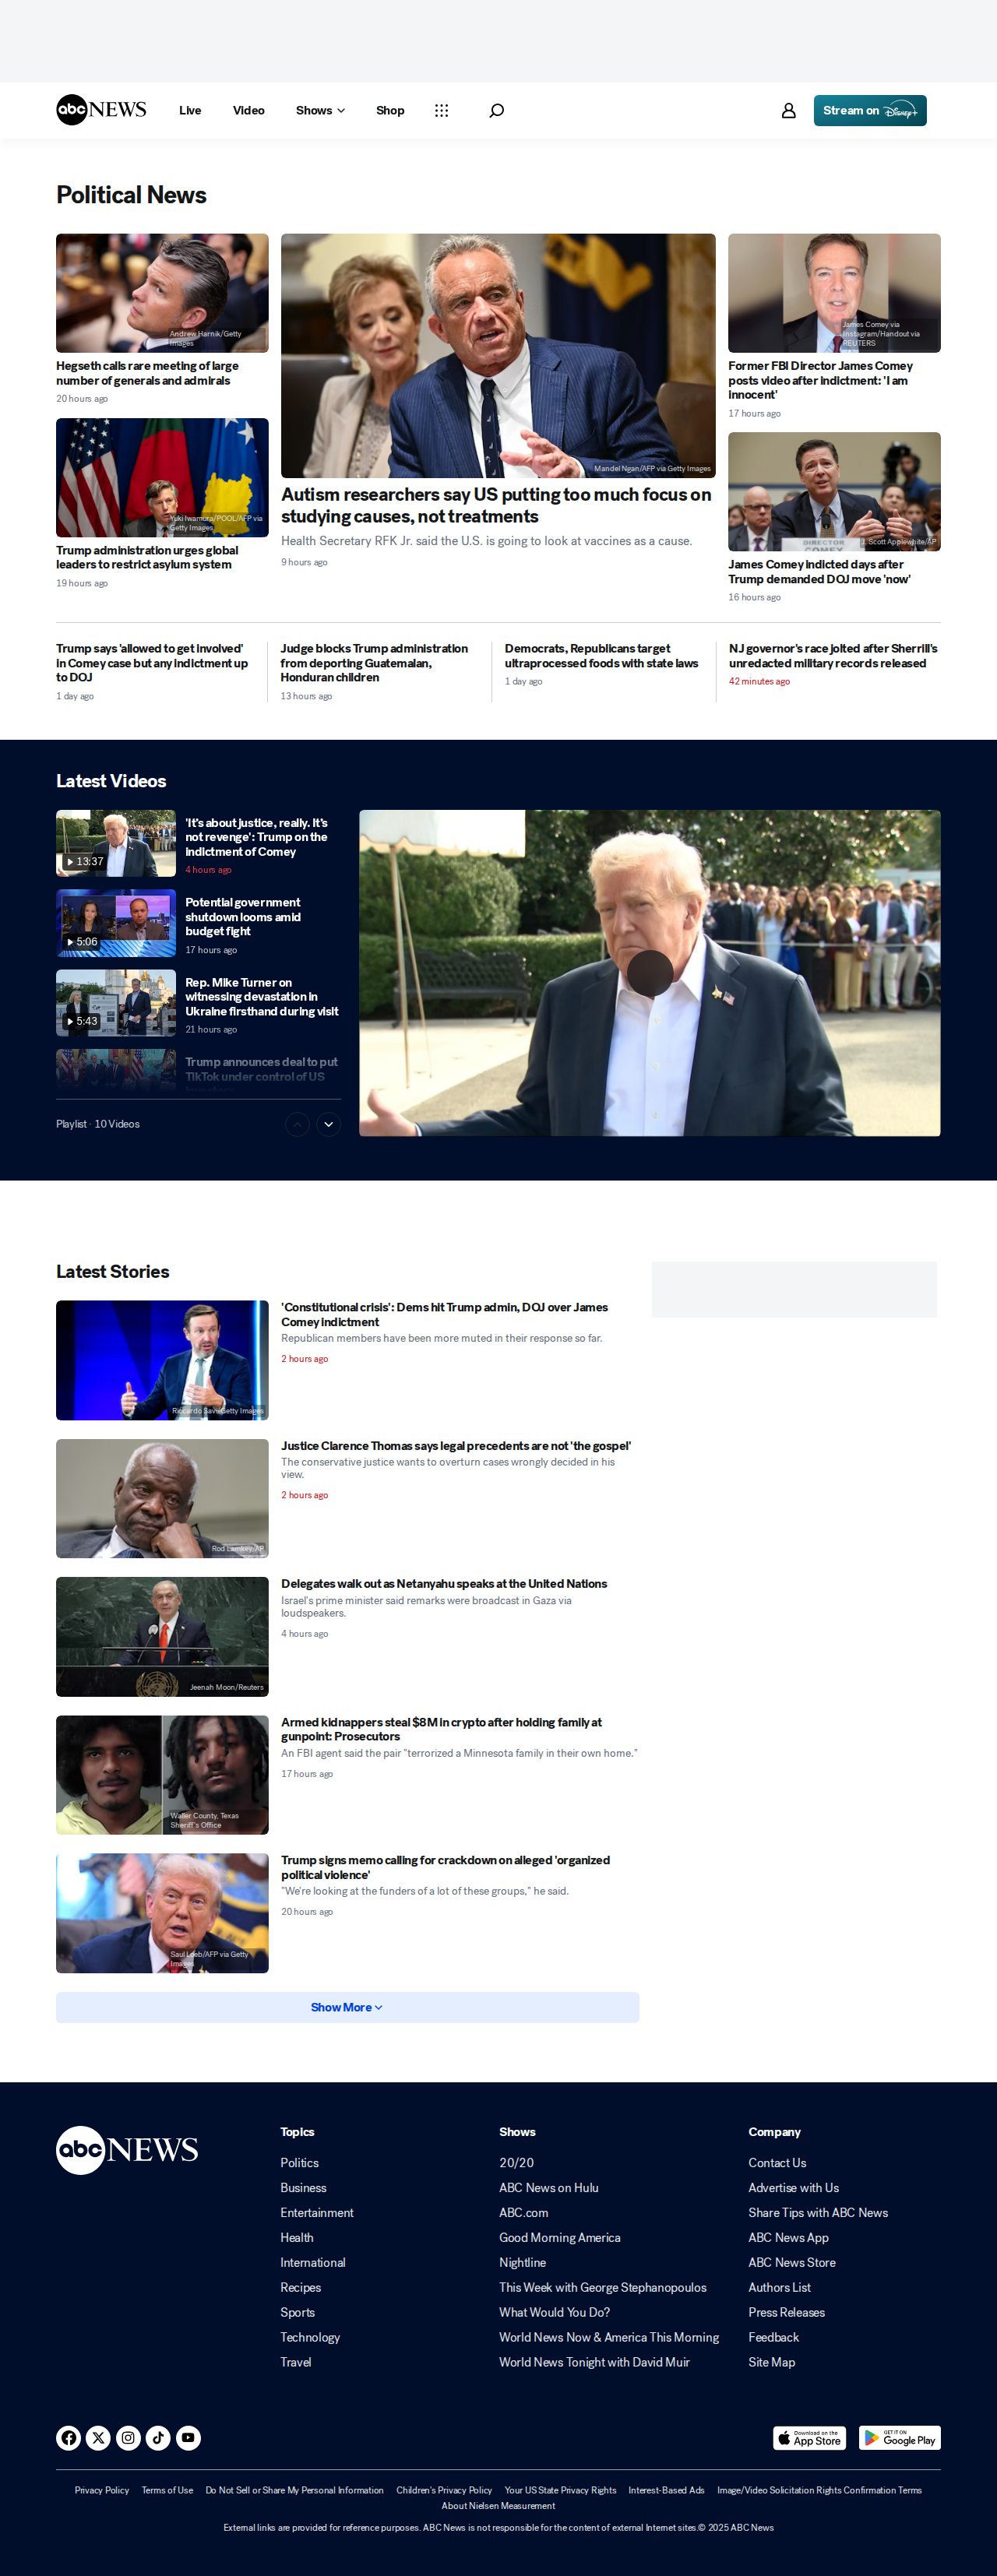 abc NEWS
Live
Video
Shows
Shop
Stream on Disney+
Political News
Andrew Harnik/Getty
Images
Hegseth calls rare meeting of large
number of generals and admirals
20 hours ago
Yuki Iwamura/POOL/AFP via
Getty Images
Trump administration urges global
leaders to restrict asylum system
19 hours ago
Mandel Ngan/AFP via Getty Images
Autism researchers say US putting too much focus on
studying causes, not treatments
Health Secretary RFK Jr. said the U.S. is going to look at vaccines as a cause.
9 hours ago
James Comey via
Instagram/Handout via
REUTERS
Former FBI Director James Comey
posts video after indictment: 'I am
innocent'
17 hours ago
DIRECTOR
COMEY
J. Scott Applewhite/AP
James Comey indicted days after
Trump demanded DOJ move 'now'
16 hours ago
Trump says 'allowed to get involved'
in Comey case but any indictment up
to DOJ
1 day ago
Judge blocks Trump administration
from deporting Guatemalan,
Honduran children
13 hours ago
Democrats, Republicans target
ultraprocessed foods with state laws
1 day ago
NJ governor's race jolted after Sherrill's
unredacted military records released
42 minutes ago
Latest Videos
13:37
'It's about justice, really. It's
not revenge': Trump on the
indictment of Comey
4 hours ago
5:06
Potential government
shutdown looms amid
budget fight
17 hours ago
5:43
Rep. Mike Turner on
witnessing devastation in
Ukraine firsthand during visit
21 hours ago
Trump announces deal to put
TikTok under control of US
Playlist · 10 Videos
Latest Stories
Riccardo Savi/Getty Images
'Constitutional crisis': Dems hit Trump admin, DOJ over James
Comey indictment
Republican members have been more muted in their response so far.
2 hours ago
Rod Lamkey/AP
Justice Clarence Thomas says legal precedents are not 'the gospel'
The conservative justice wants to overturn cases wrongly decided in his
view.
2 hours ago
Jeenah Moon/Reuters
Delegates walk out as Netanyahu speaks at the United Nations
Israel's prime minister said remarks were broadcast in Gaza via
loudspeakers.
4 hours ago
Waller County, Texas
Sheriff's Office
Armed kidnappers steal $8M in crypto after holding family at
gunpoint: Prosecutors
An FBI agent said the pair "terrorized a Minnesota family in their own home."
17 hours ago
Saul Loeb/AFP via Getty
Images
Trump signs memo calling for crackdown on alleged 'organized
political violence'
"We're looking at the funders of a lot of these groups," he said.
20 hours ago
Show More
abc NEWS
Topics
Politics
Business
Entertainment
Health
International
Recipes
Sports
Technology
Travel
Shows
20/20
ABC News on Hulu
ABC.com
Good Morning America
Nightline
This Week with George Stephanopoulos
What Would You Do?
World News Now & America This Morning
World News Tonight with David Muir
Company
Contact Us
Advertise with Us
Share Tips with ABC News
ABC News App
ABC News Store
Authors List
Press Releases
Feedback
Site Map
Download on the
App Store
GET IT ON
Google Play
Privacy Policy Terms of Use Do Not Sell or Share My Personal Information Children's Privacy Policy Your US State Privacy Rights Interest-Based Ads Image/Video Solicitation Rights Confirmation Terms
About Nielsen Measurement
External links are provided for reference purposes. ABC News is not responsible for the content of external Internet sites.© 2025 ABC News